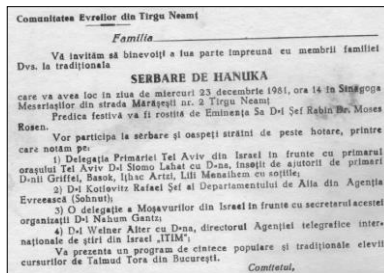 Comunitatea Evreilor din Tîrgu Neamţ
Familia
Vă invităm să binevoiţi a lua parte împreună cu membrii familiei
Dvs. la tradiţionala
SERBARE DE HANUKA
care va avea loc în ziua de miercuri 23 decembrie 1981, ora 14 în Sinagoga
Meseriaşilor din strada Mărăşeşti nr. 2 Tîrgu Neamţ
Predica festivă va fi rostită de Eminenţa Sa D-l Şef Rabin Dr. Moses
Rosen.
Vor participa la serbare şi oaspeţi străini de peste hotare, printre
care notăm pe:
1) Delegaţia Primăriei Tel Aviv din Israel în frunte cu primarul
oraşului Tel Aviv D-l Slomo Lahat cu D-na, însoţit de ajutorii de primari
D-nii Griffel, Basok, Iţhac Artzi, Lili Menaihem cu soţiile;
2) D-l Kotlovitz Rafael Şef al Departamentului de Alia din Agenţia
Evreească (Sohnut);
3) O delegaţie a Moşavurilor din Israel în frunte cu secretarul acestei
organizaţii D-l Nahum Gantz;
4) D-l Welner Alter cu D-na, directorul Agenţiei telegrafice inter-
naţionale de ştiri din Israel „ITIM”;
Va prezenta un program de cîntece populare şi tradiţionale elevii
cursurilor de Talmud Tora din Bucureşti.
Comitetul,